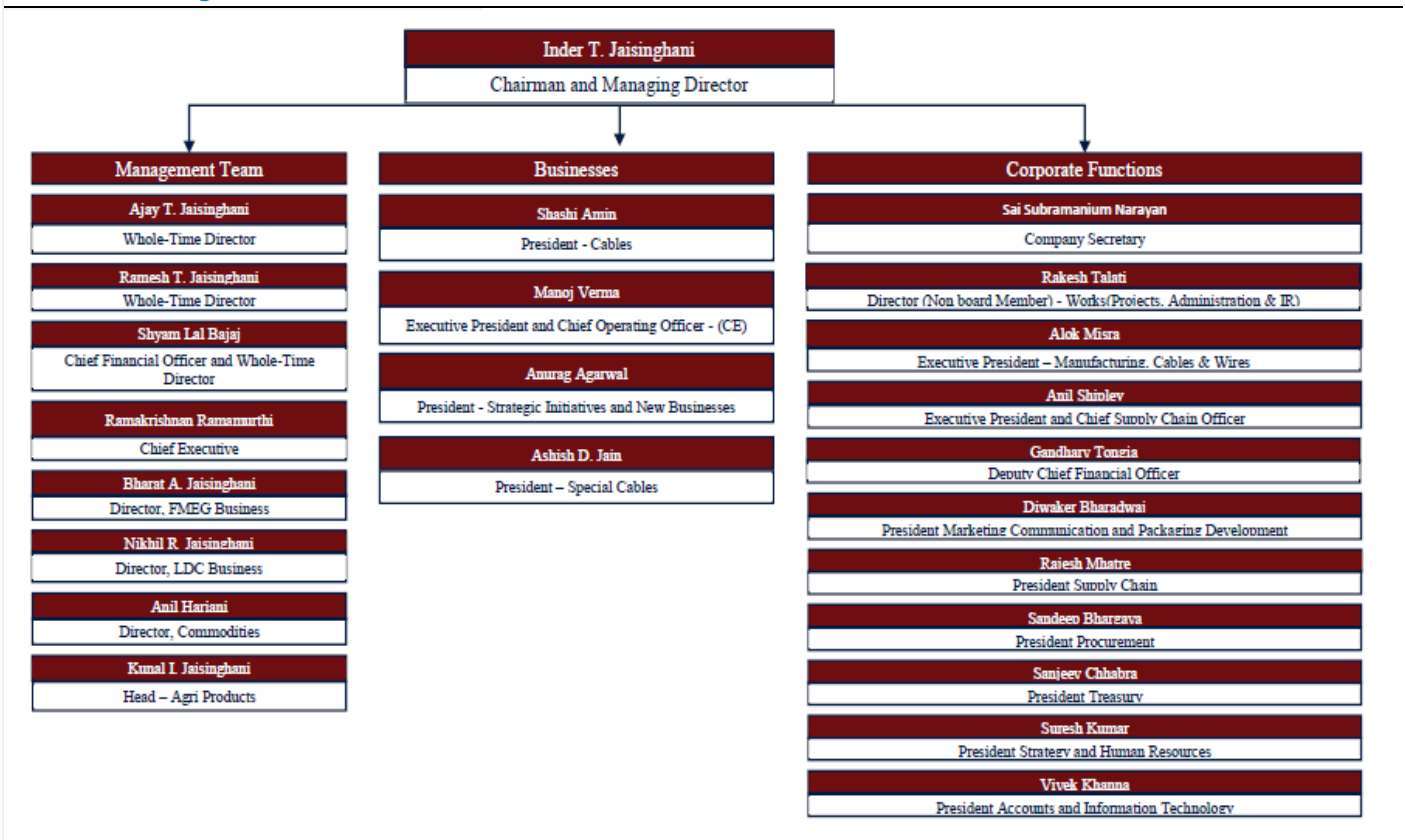 Inder T. Jaisinghani
Chairman and Managing Director
Management Team
Ajay T. Jaisinghani
Whole-Time Director
Ramesh T. Jaisinghani
Whole-Time Director
Shyam Lal Bajaj
Chief Financial Officer and Whole-Time
Director
Ramakrishnan Ramamurthi
Chief Executive
Bharat A. Jaisinghani
Director, FMEG Business
Nikhil R. Jaisinghani
Director, LDC Business
Anil Hariani
Director, Commodities
Kunal I. Jaisinghani
Head – Agri Products
Businesses
Shashi Amin
President - Cables
Manoj Verma
Executive President and Chief Operating Officer - (CE)
Anurag Agarwal
President - Strategic Initiatives and New Businesses
Ashish D. Jain
President – Special Cables
Corporate Functions
Sai Subramanium Narayan
Company Secretary
Rakesh Talati
Director (Non board Member) - Works(Projects, Administration & IR)
Alok Misra
Executive President – Manufacturing, Cables & Wires
Anil Shipley
Executive President and Chief Supply Chain Officer
Gandharv Tongia
Deputy Chief Financial Officer
Diwaker Bharadwaj
President Marketing Communication and Packaging Development
Rajesh Mhatre
President Supply Chain
Sandeep Bhargava
President Procurement
Sanjeev Chhabra
President Treasury
Suresh Kumar
President Strategy and Human Resources
Vivek Khanna
President Accounts and Information Technology